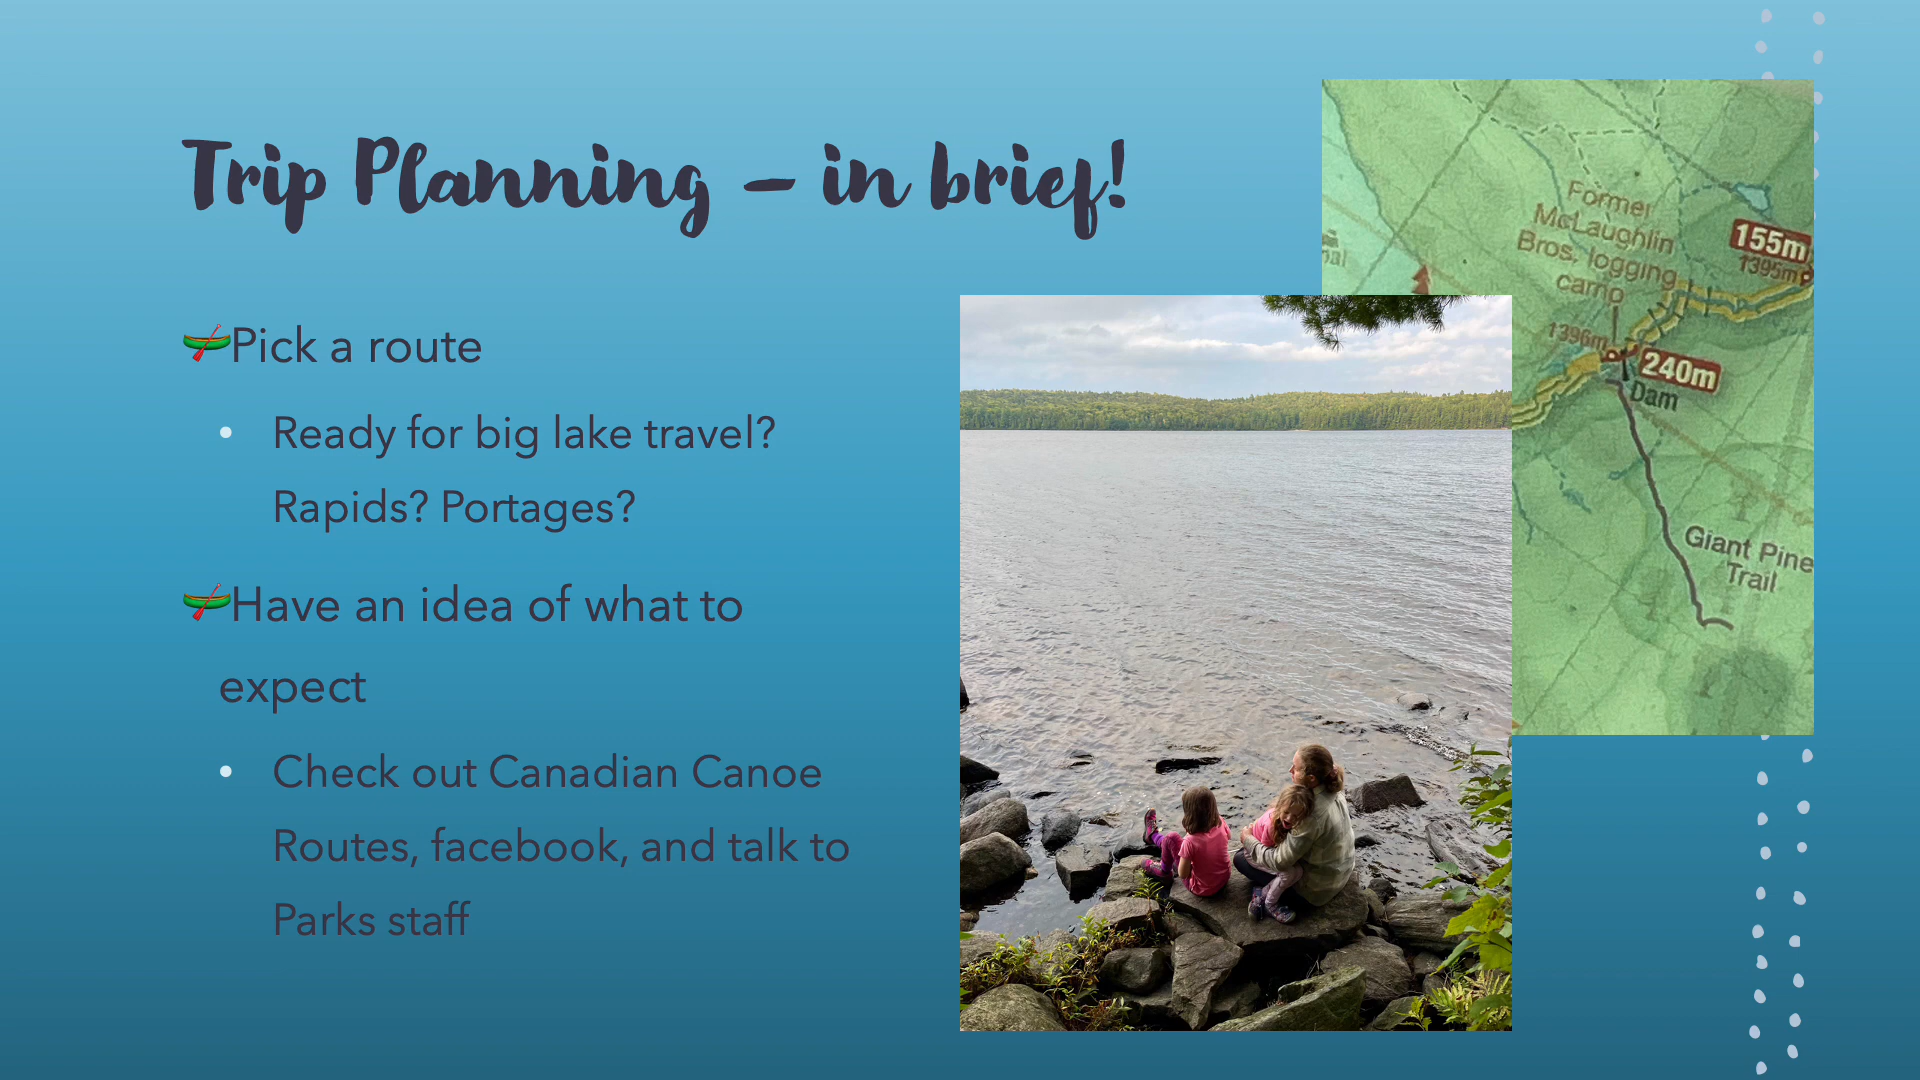 Trip Planning – in brief!
Pick a route
Ready for big lake travel?
Rapids? Portages?
Have an idea of what to
expect
Check out Canadian Canoe
Routes, facebook, and talk to
Parks staff
Former
McLaughlin
Bros. logging
camp
155m
1395m
1396m
240m
Dam
Giant Pine
Trail